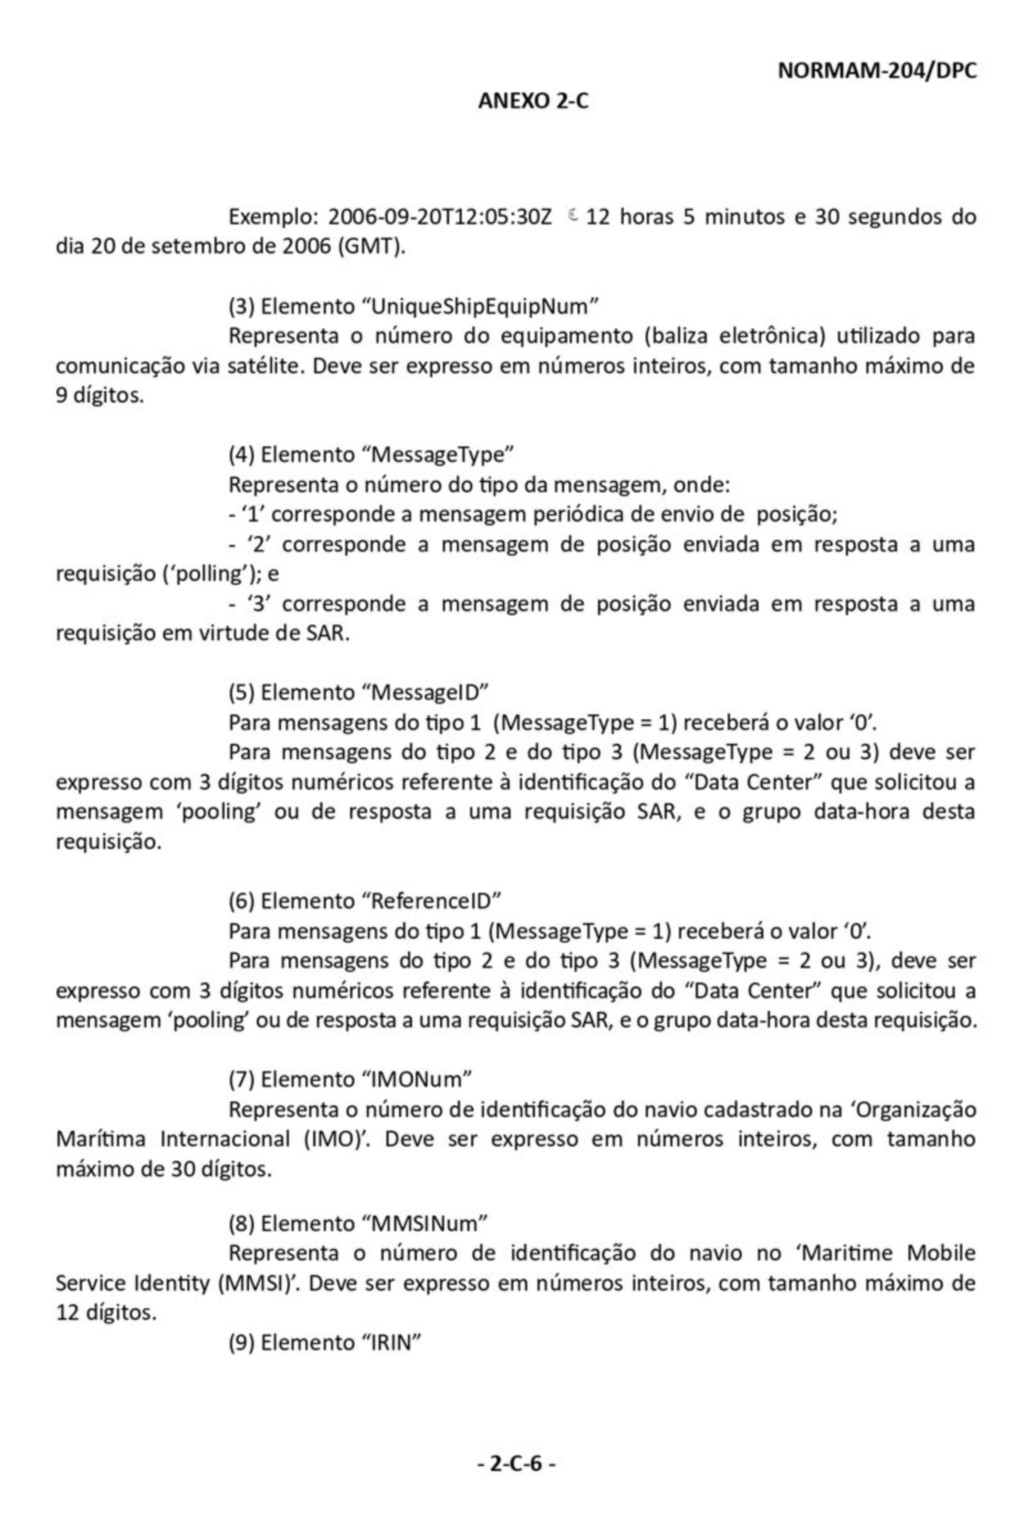 NORMAM-204/DPC
ANEXO 2-C
Exemplo: 2006-09-20T12:05:30Z 12 horas 5 minutos e 30 segundos do
dia 20 de setembro de 2006 (GMT).
(3) Elemento “UniqueShipEquipNum”
Representa o número do equipamento (baliza eletrônica) utilizado para
comunicação via satélite. Deve ser expresso em números inteiros, com tamanho máximo de
9 dígitos.
(4) Elemento “MessageType”
Representa o número do tipo da mensagem, onde:
- ‘1’ corresponde a mensagem periódica de envio de posição;
- ‘2’ corresponde a mensagem de posição enviada em resposta a uma
requisição (‘polling’); e
- ‘3’ corresponde a mensagem de posição enviada em resposta a uma
requisição em virtude de SAR.
(5) Elemento “MessageID”
Para mensagens do tipo 1 (MessageType = 1) receberá o valor ‘0’.
Para mensagens do tipo 2 e do tipo 3 (MessageType = 2 ou 3) deve ser
expresso com 3 dígitos numéricos referente à identificação do “Data Center” que solicitou a
mensagem ‘pooling’ ou de resposta a uma requisição SAR, e o grupo data-hora desta
requisição.
(6) Elemento “ReferenceID”
Para mensagens do tipo 1 (MessageType = 1) receberá o valor ‘0’.
Para mensagens do tipo 2 e do tipo 3 (MessageType = 2 ou 3), deve ser
expresso com 3 dígitos numéricos referente à identificação do “Data Center” que solicitou a
mensagem ‘pooling’ ou de resposta a uma requisição SAR, e o grupo data-hora desta requisição.
(7) Elemento “IMONum”
Representa o número de identificação do navio cadastrado na ‘Organização
Marítima Internacional (IMO)’. Deve ser expresso em números inteiros, com tamanho
máximo de 30 dígitos.
(8) Elemento “MMSINum”
Representa o número de identificação do navio no ‘Maritime Mobile
Service Identity (MMSI)’. Deve ser expresso em números inteiros, com tamanho máximo de
12 dígitos.
(9) Elemento “IRIN”
- 2-C-6 -